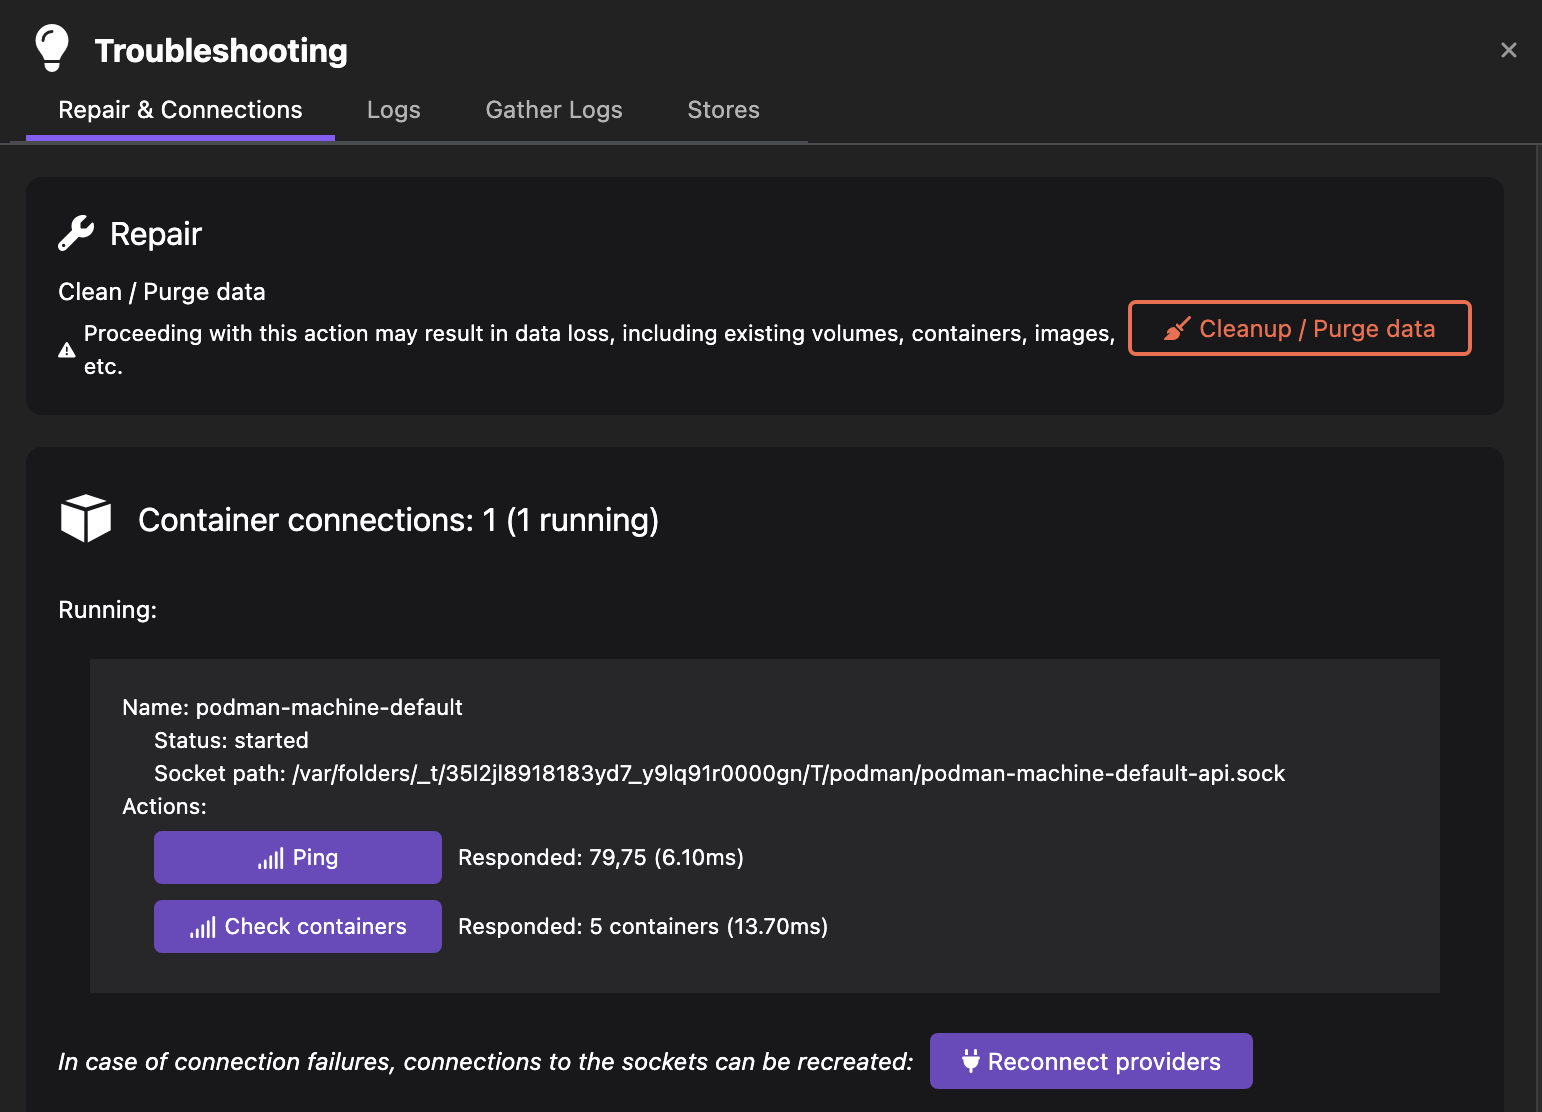 Troubleshooting
Repair & Connections
Logs
Gather Logs
Stores
Repair
Clean / Purge data
Proceeding with this action may result in data loss, including existing volumes, containers, images,
etc.
Cleanup / Purge data
Container connections: 1 (1 running)
Running:
Name: podman-machine-default
Status: started
Socket path: /var/folders/_t/35l2jl8918183yd7_y9lq91r0000gn/T/podman/podman-machine-default-api.sock
Actions:
Ping
Responded: 79,75 (6.10ms)
Check containers
Responded: 5 containers (13.70ms)
In case of connection failures, connections to the sockets can be recreated:
Reconnect providers